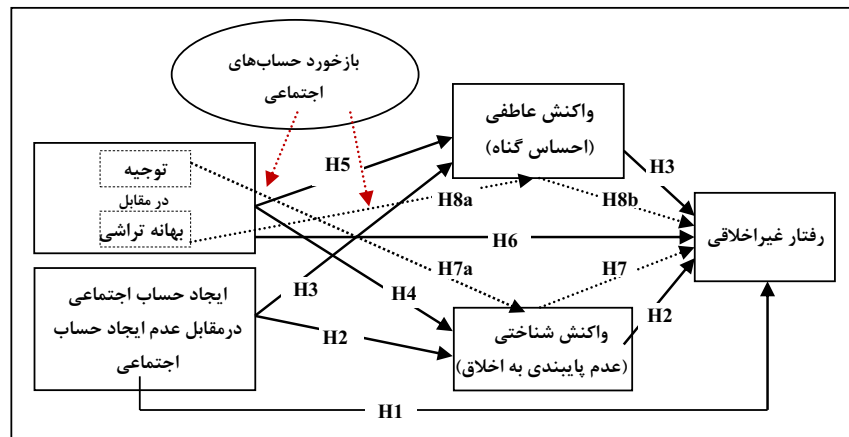 بازخورد حساب‌های
اجتماعی
واکنش عاطفی
(احساس گناه)
توجیه
در مقابل
بهانه تراشی
H5
H3
H8a
H8b
H6
رفتار غیراخلاقی
H7a
H7
H3
H4
ایجاد حساب اجتماعی
درمقابل عدم ایجاد حساب
اجتماعی
H2
واکنش شناختی
(عدم پایبندی به اخلاق)
H2
H1